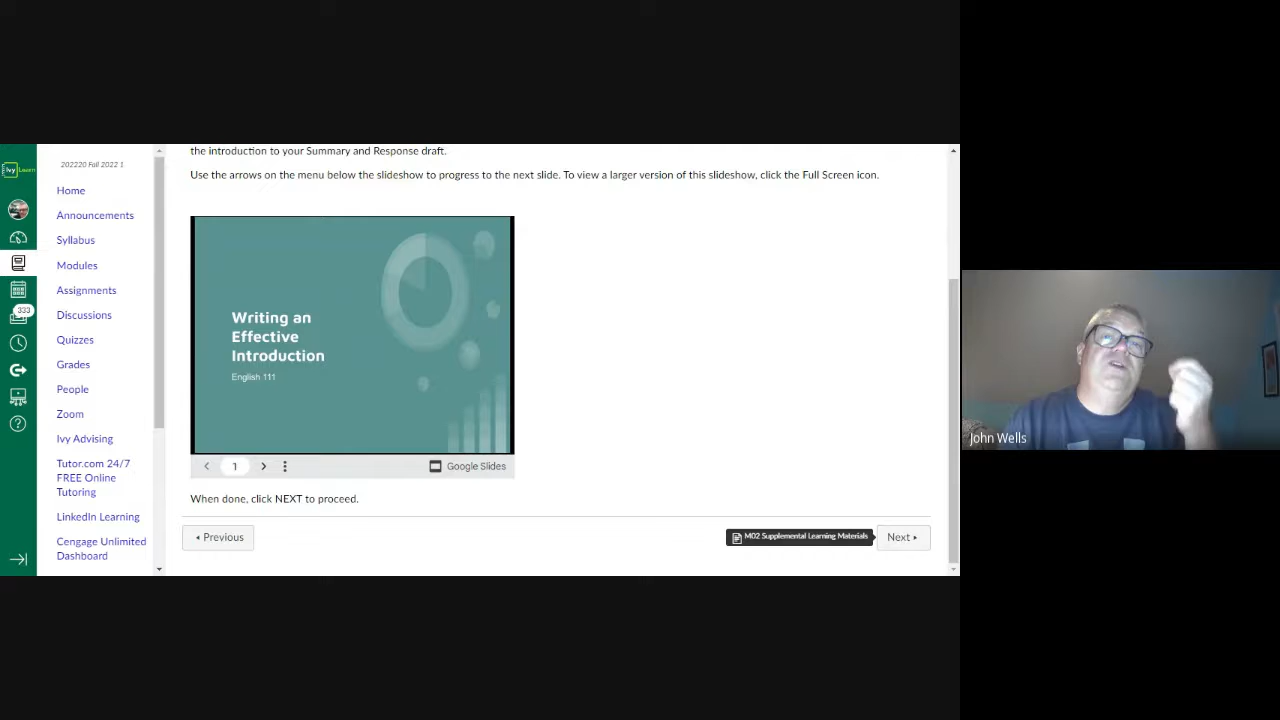 Ivy Learn
202220 Fall 2022 1
Home
Announcements
Syllabus
Modules
Assignments
Discussions
Quizzes
Grades
People
Zoom
Ivy Advising
Tutor.com 24/7
FREE Online
Tutoring
LinkedIn Learning
Cengage Unlimited
Dashboard
333
the introduction to your Summary and Response draft.
Use the arrows on the menu below the slideshow to progress to the next slide. To view a larger version of this slideshow, click the Full Screen icon.
Writing an
Effective
Introduction
English 111
1
Google Slides
When done, click NEXT to proceed.
Previous
M02 Supplemental Learning Materials
Next
John Wells